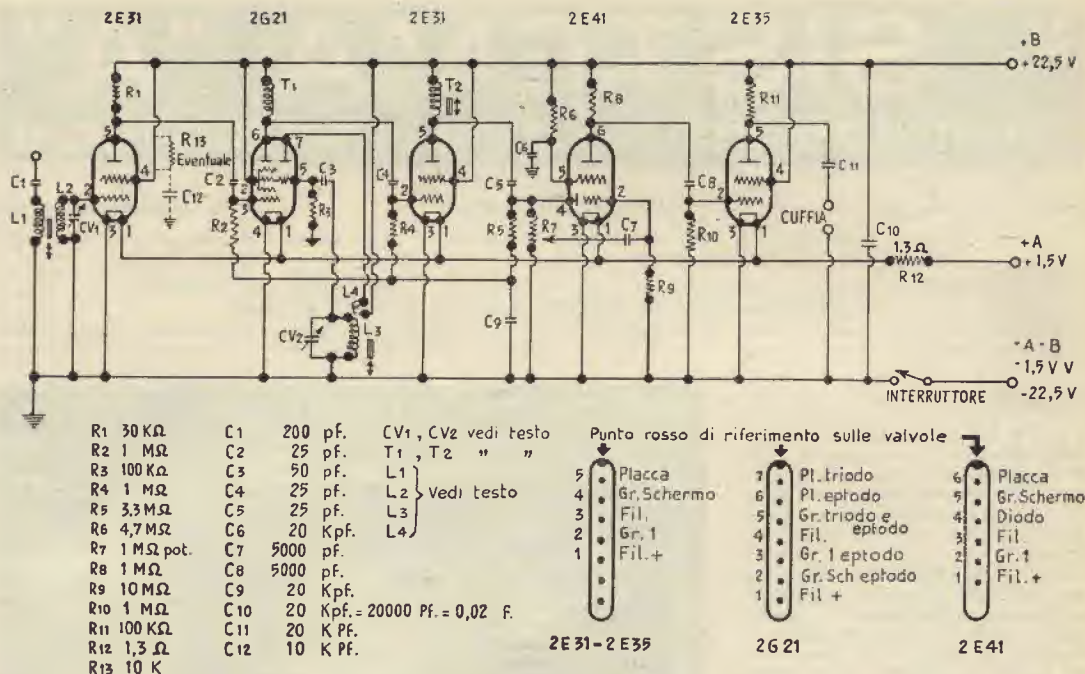 2E31 2G21 2E31 2E41 2E35
+B
+22,5 V
R1 T1 T2 R6 R8 R11
R13
Eventuale
C1 L1 L2 CV1 C12 C2 R2 C3 R3 C4 R4 C5 R5 R7 C6 C7 R9 C8 R10 C11
CUFFIA
C10
1,3 Ω
R12
+A
+1,5 V
L4
L3
CV2
C9
-A-B
-1,5 V V
-22,5 V
INTERRUTTORE
R1 30 KΩ C1 200 pf. CV1, CV2 vedi testo
R2 1 MΩ C2 25 pf. T1, T2 " "
R3 100 KΩ C3 50 pf. L1
R4 1 MΩ C4 25 pf. L2 Vedi testo
R5 3,3 MΩ C5 25 pf. L3
R6 4,7 MΩ C6 20 Kpf. L4
R7 1 MΩ pot. C7 5000 pf.
R8 1 MΩ C8 5000 pf.
R9 10 MΩ C9 20 Kpf.
R10 1 MΩ C10 20 Kpf. = 20000 Pf. = 0,02 F.
R11 100 KΩ C11 20 K Pf.
R12 1,3 Ω C12 10 K Pf.
R13 10 K
Punto rosso di riferimento sulle valvole
5 Placca
4 Gr. Schermo
3 Fil.
2 Gr. 1
1 Fil. +
2E31-2E35
7 Pl. triodo
6 Pl. eptodo
5 Gr. triodo e
eptodo
4 Fil.
3 Gr. 1 eptodo
2 Gr. Sch eptodo
1 Fil +
2G21
6 Placca
5 Gr. Schermo
4 Diodo
3 Fil.
2 Gr. 1
1 Fil. +
2E41